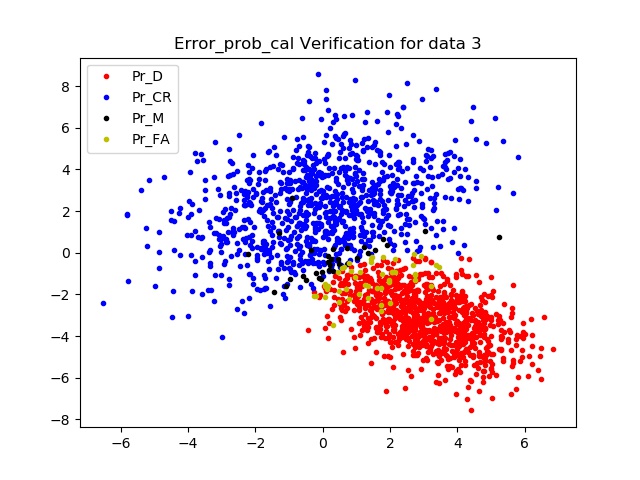 Error_prob_cal Verification for data 3
Pr_D
Pr_CR
Pr_M
Pr_FA
8
6
4
2
0
−2
−4
−6
−8
−6 −4 −2 0 2 4 6